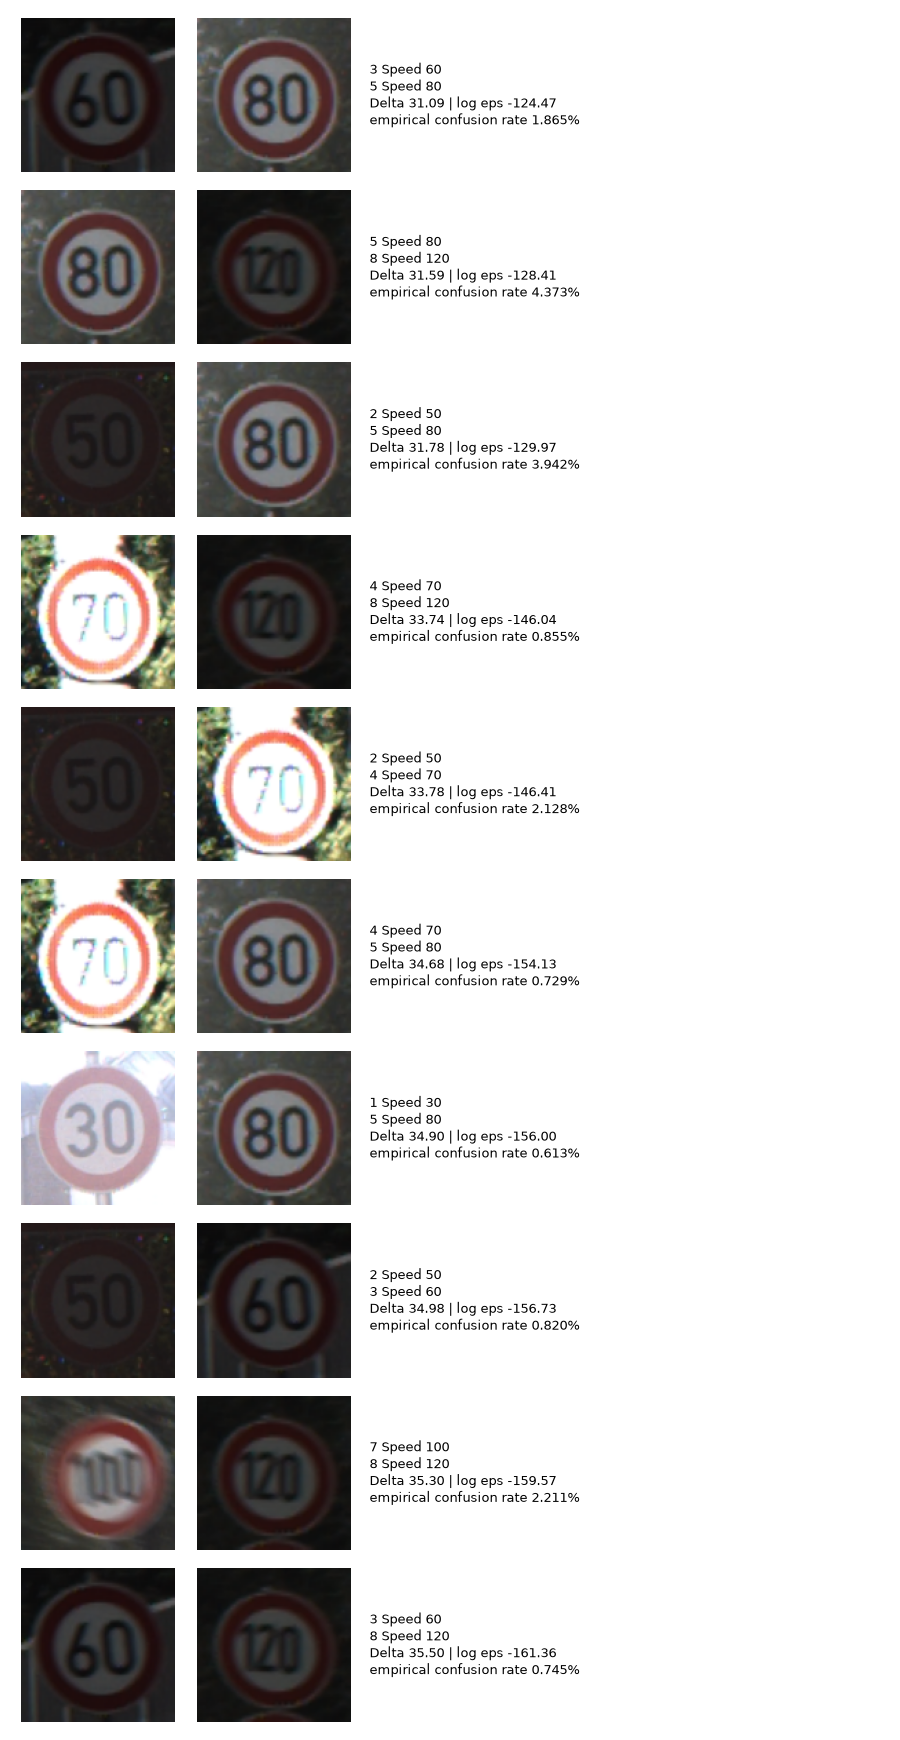 60
80
3 Speed 60
5 Speed 80
Delta 31.09 | log eps -124.47
empirical confusion rate 1.865%
80
120
5 Speed 80
8 Speed 120
Delta 31.59 | log eps -128.41
empirical confusion rate 4.373%
50
80
2 Speed 50
5 Speed 80
Delta 31.78 | log eps -129.97
empirical confusion rate 3.942%
70
120
4 Speed 70
8 Speed 120
Delta 33.74 | log eps -146.04
empirical confusion rate 0.855%
50
70
2 Speed 50
4 Speed 70
Delta 33.78 | log eps -146.41
empirical confusion rate 2.128%
70
80
4 Speed 70
5 Speed 80
Delta 34.68 | log eps -154.13
empirical confusion rate 0.729%
30
80
1 Speed 30
5 Speed 80
Delta 34.90 | log eps -156.00
empirical confusion rate 0.613%
50
60
2 Speed 50
3 Speed 60
Delta 34.98 | log eps -156.73
empirical confusion rate 0.820%
100
120
7 Speed 100
8 Speed 120
Delta 35.30 | log eps -159.57
empirical confusion rate 2.211%
60
120
3 Speed 60
8 Speed 120
Delta 35.50 | log eps -161.36
empirical confusion rate 0.745%